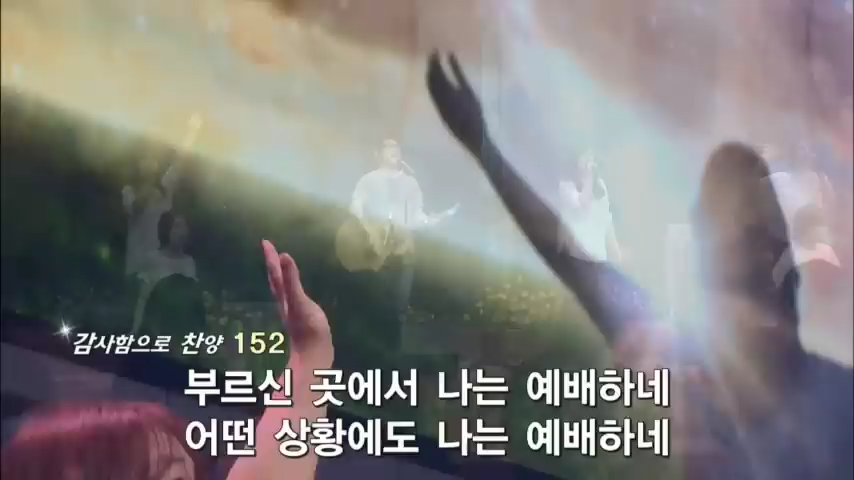 감사함으로 찬양 152
부르신 곳에서 나는 예배하네
어떤 상황에도 나는 예배하네